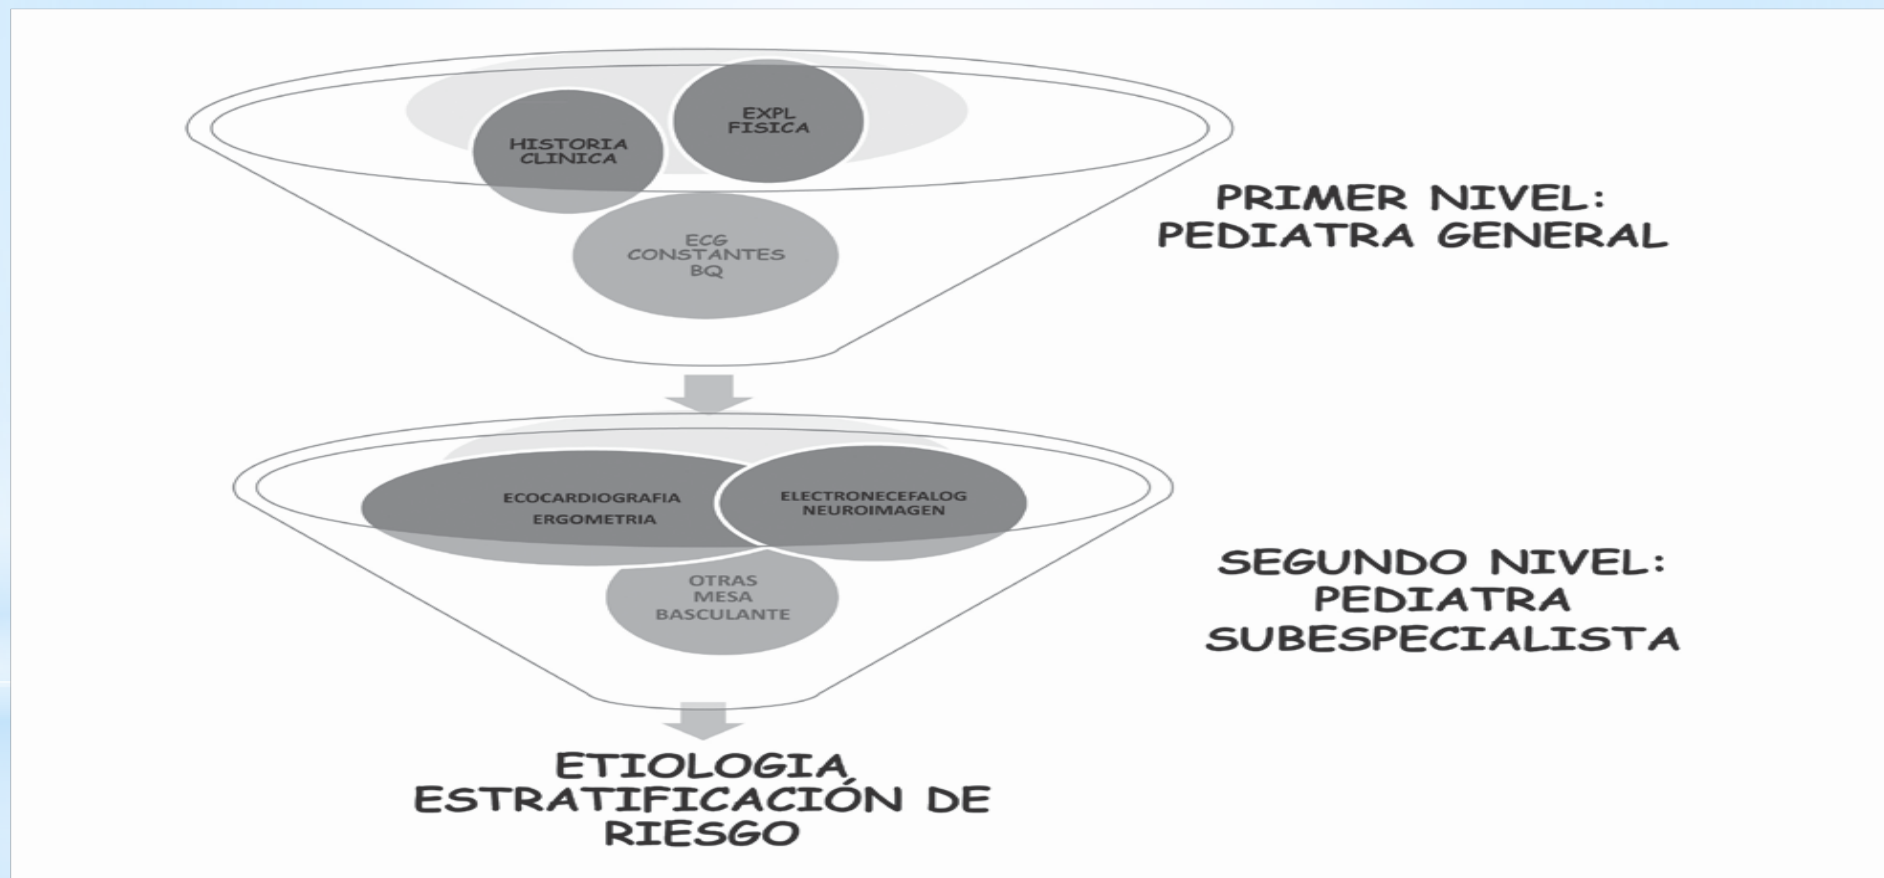 HISTORIA
CLINICA
EXPL
FISICA
ECG
CONSTANTES
BQ
PRIMER NIVEL:
PEDIATRA GENERAL
ECOCARDIOGRAFIA
ERGOMETRIA
ELECTRONECEFALOG
NEUROIMAGEN
OTRAS
MESA
BASCULANTE
SEGUNDO NIVEL:
PEDIATRA
SUBESPECIALISTA
ETIOLOGIA
ESTRATIFICACIÓN DE
RIESGO